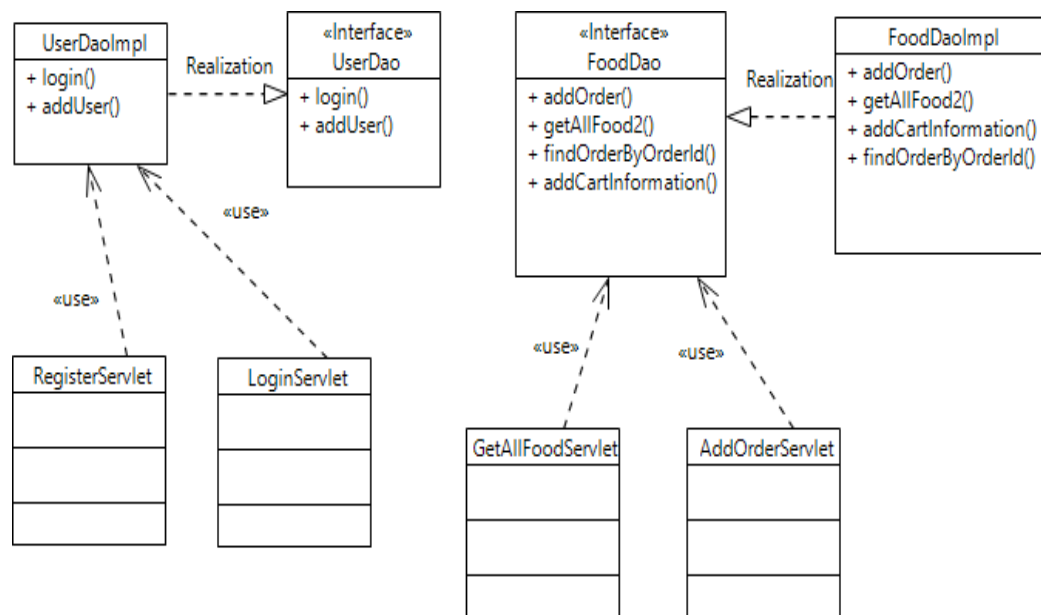 UserDaoImpl
+ login()
+ addUser()
Realization
«Interface»
UserDao
+ login()
+ addUser()
«Interface»
FoodDao
+ addOrder()
+ getAllFood2()
+ findOrderByOrderId()
+ addCartInformation()
Realization
FoodDaoImpl
+ addOrder()
+ getAllFood2()
+ addCartInformation()
+ findOrderByOrderId()
«use»
«use»
«use»
«use»
RegisterServlet
LoginServlet
GetAllFoodServlet
AddOrderServlet